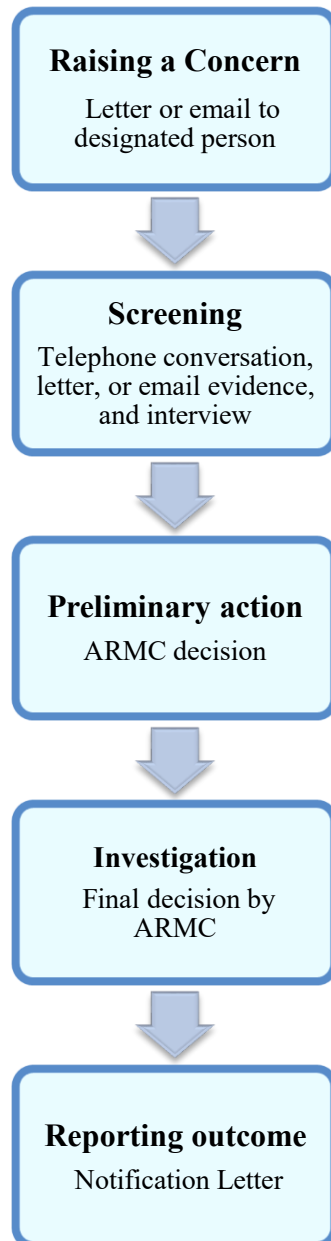 Raising a Concern
Letter or email to
designated person
Screening
Telephone conversation,
letter, or email evidence,
and interview
Preliminary action
ARMC decision
Investigation
Final decision by
ARMC
Reporting outcome
Notification Letter